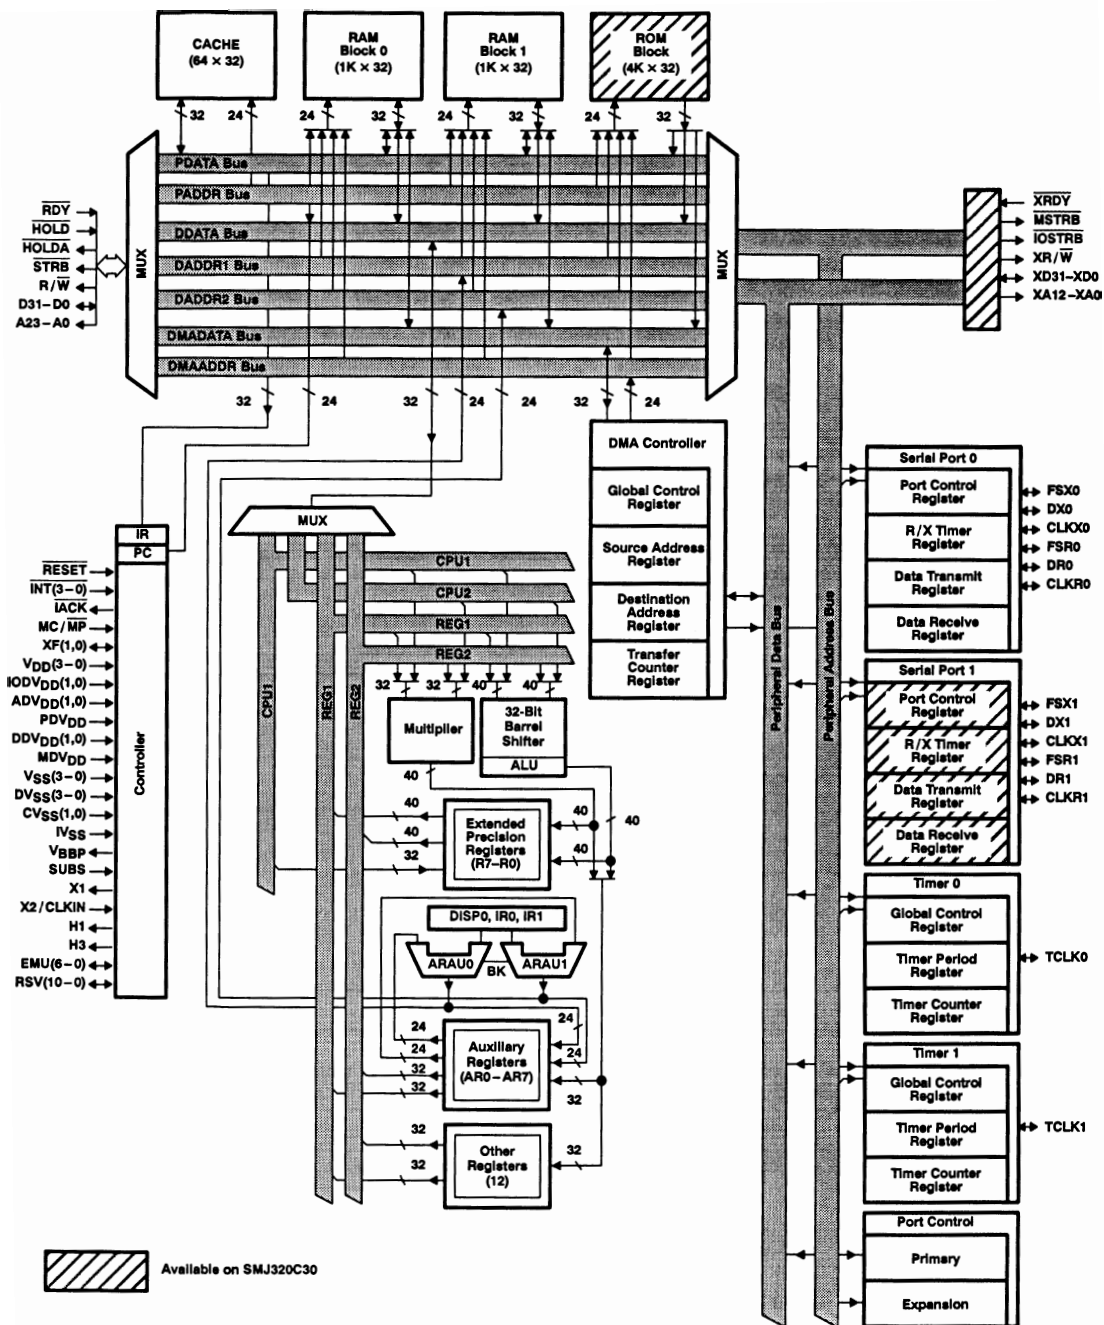 CACHE
(64 × 32)
RAM
Block 0
(1K × 32)
RAM
Block 1
(1K × 32)
ROM
Block
(4K × 32)
32
24
24
32
24
32
24
32
PDATA Bus
PADDR Bus
DDATA Bus
DADDR1 Bus
DADDR2 Bus
DMADATA Bus
DMAADDR Bus
MUX
MUX
RDY
HOLD
HOLDA
STRB
R/W
D31-D0
A23-A0
XRDY
MSTRB
IOSTRB
XR/W
XD31-XD0
XA12-XA0
32
24
32
24
24
32
24
IR
PC
Controller
RESET
INT(3-0)
IACK
MC/MP
XF(1,0)
VDD(3-0)
IODVDD(1,0)
ADVDD(1,0)
PDVDD
DDVDD(1,0)
MDVDD
VSS(3-0)
DVSS(3-0)
CVSS(1,0)
IVSS
VBBP
SUBS
X1
X2/CLKIN
H1
H3
EMU(6-0)
RSV(10-0)
MUX
CPU1
CPU2
REG1
REG2
CPU1
REG1
REG2
32
32
40
40
Multiplier
32-Bit
Barrel
Shifter
ALU
40
40
40
40
32
40
40
Extended
Precision
Registers
(R7-R0)
DISP0, IR0, IR1
ARAU0
BK
ARAU1
24
24
32
32
24
24
32
Auxiliary
Registers
(AR0-AR7)
32
32
32
Other
Registers
(12)
DMA Controller
Global Control
Register
Source Address
Register
Destination
Address
Register
Transfer
Counter
Register
Peripheral Data Bus
Peripheral Address Bus
Serial Port 0
Port Control
Register
R/X Timer
Register
Data Transmit
Register
Data Receive
Register
FSX0
DX0
CLKX0
FSR0
DR0
CLKR0
Serial Port 1
Port Control
Register
R/X Timer
Register
Data Transmit
Register
Data Receive
Register
FSX1
DX1
CLKX1
FSR1
DR1
CLKR1
Timer 0
Global Control
Register
Timer Period
Register
Timer Counter
Register
TCLK0
Timer 1
Global Control
Register
Timer Period
Register
Timer Counter
Register
TCLK1
Port Control
Primary
Expansion
Available on SMJ320C30